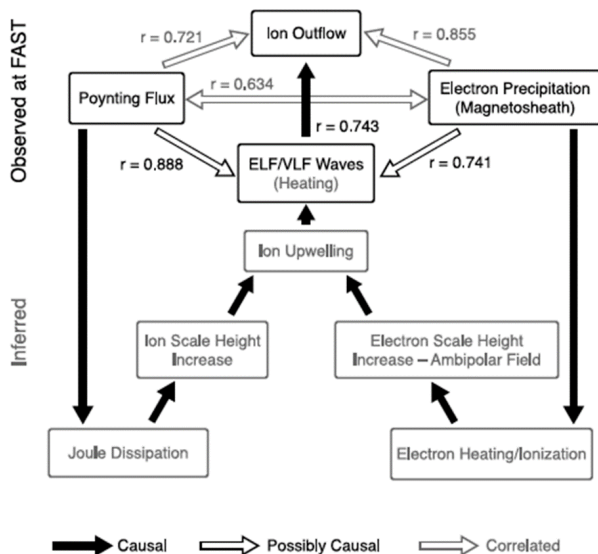 Observed at FAST
Inferred
Ion Outflow
r = 0.721
r = 0.855
Poynting Flux
r = 0.634
Electron Precipitation
(Magnetosheath)
r = 0.743
r = 0.888
r = 0.741
ELF/VLF Waves
(Heating)
Ion Upwelling
Ion Scale Height
Increase
Electron Scale Height
Increase – Ambipolar Field
Joule Dissipation
Electron Heating/Ionization
Causal
Possibly Causal
Correlated